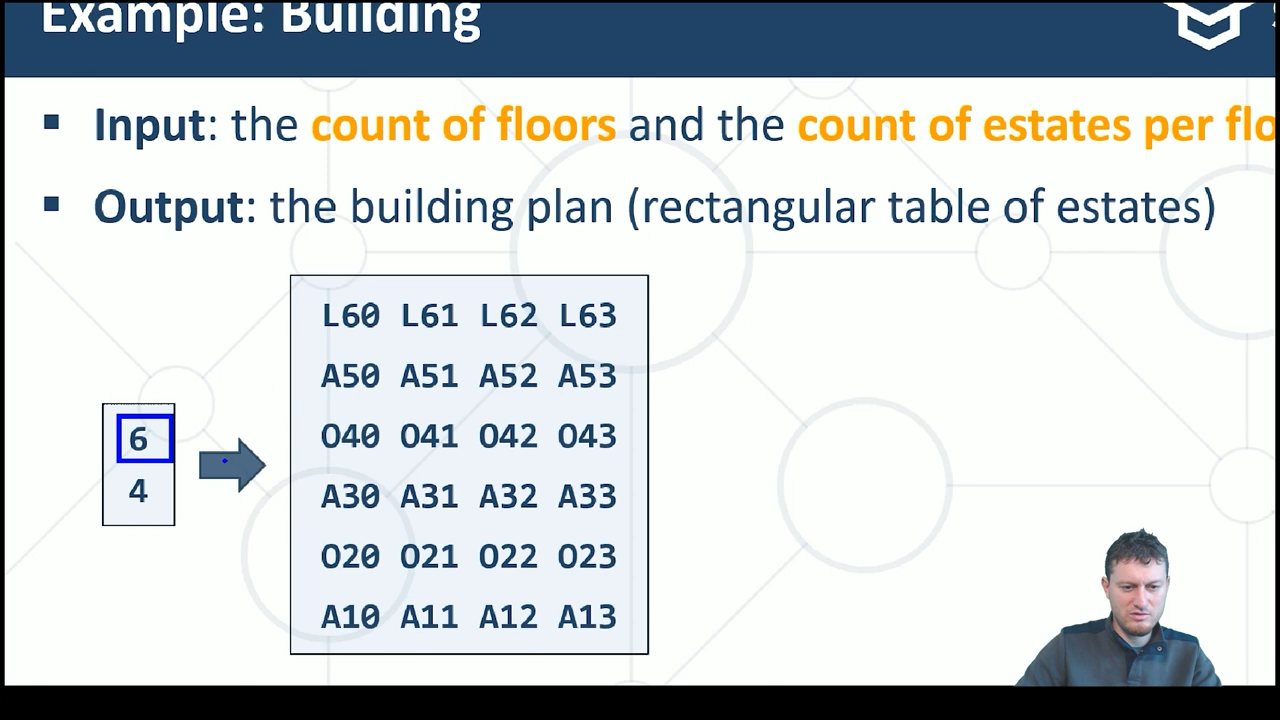 Example: Building
▪ Input: the count of floors and the count of estates per flo
▪ Output: the building plan (rectangular table of estates)
L60 L61 L62 L63
A50 A51 A52 A53
6
O40 O41 O42 O43
4
A30 A31 A32 A33
O20 O21 O22 O23
A10 A11 A12 A13